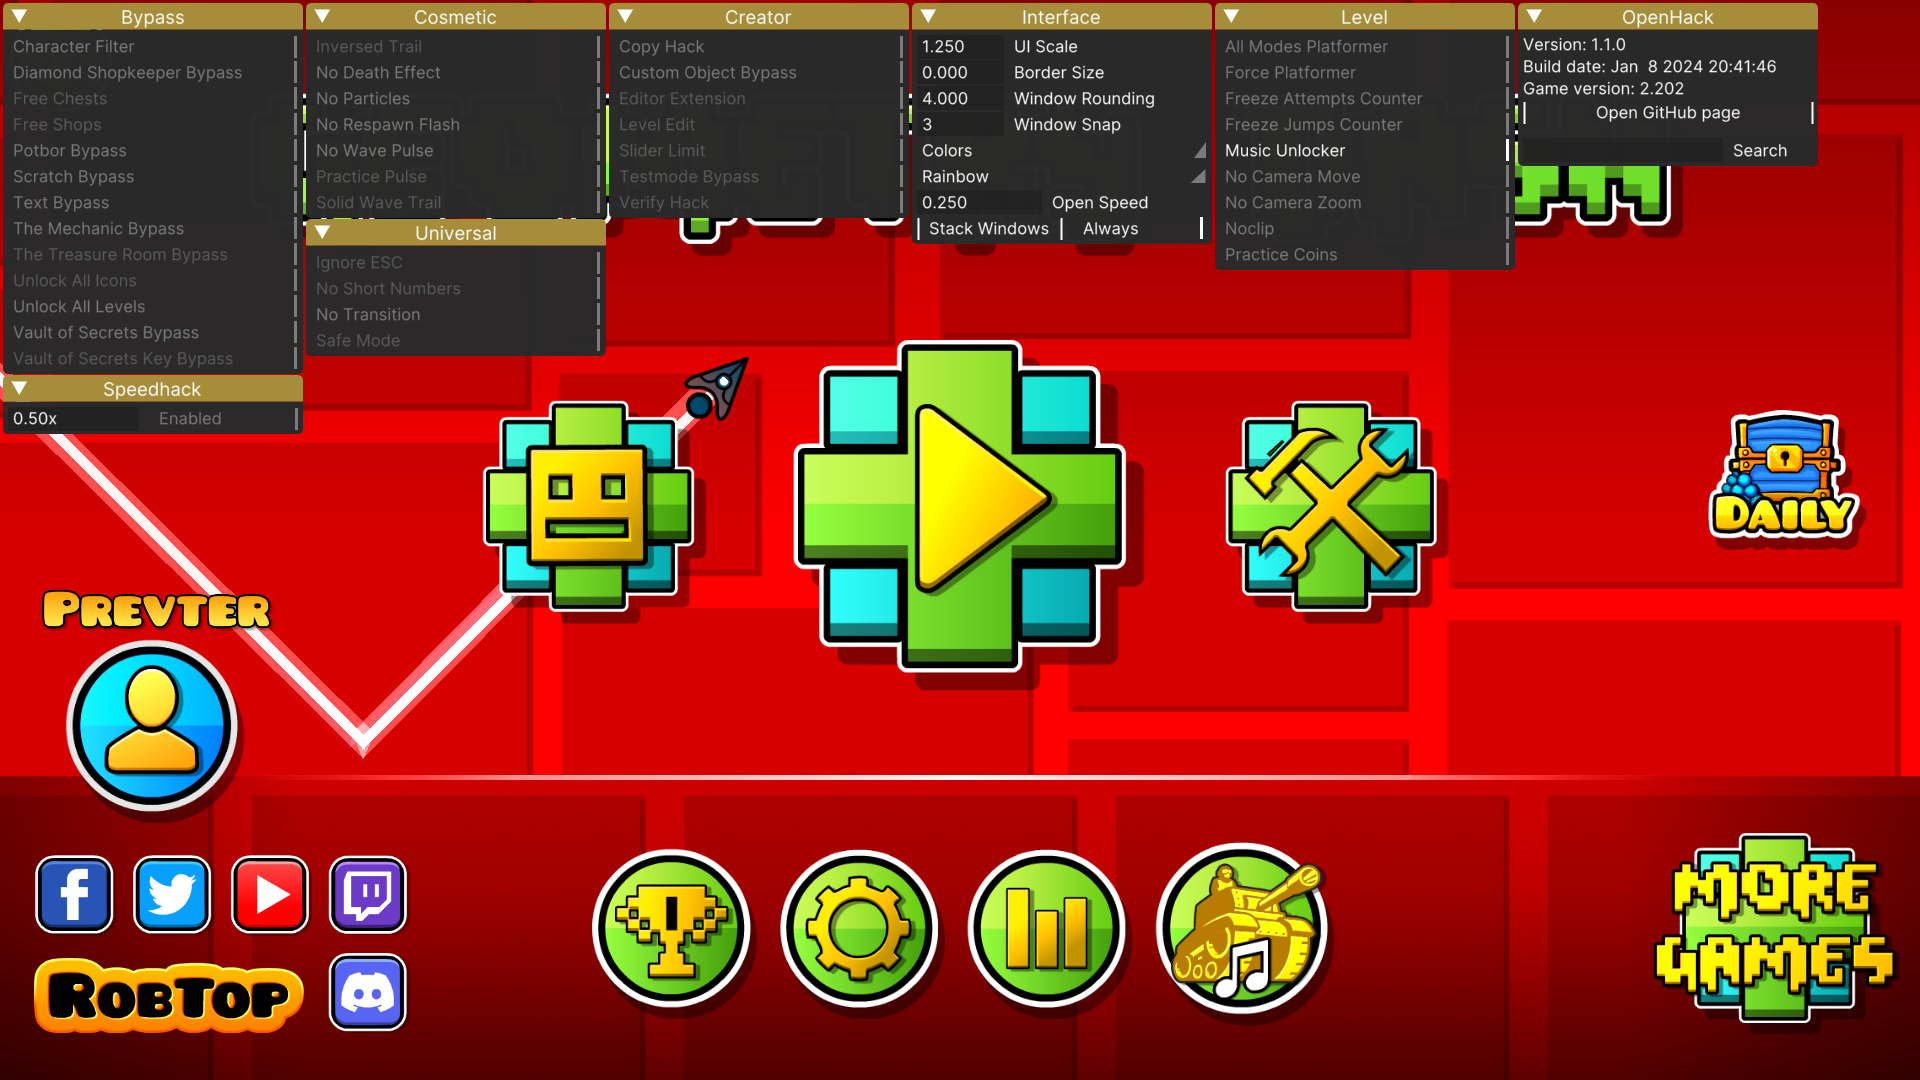 Bypass
Character Filter
Diamond Shopkeeper Bypass
Free Chests
Free Shops
Potbor Bypass
Scratch Bypass
Text Bypass
The Mechanic Bypass
The Treasure Room Bypass
Unlock All Icons
Unlock All Levels
Vault of Secrets Bypass
Vault of Secrets Key Bypass
Speedhack
0.50x Enabled
Cosmetic
Inversed Trail
No Death Effect
No Particles
No Respawn Flash
No Wave Pulse
Practice Pulse
Solid Wave Trail
Universal
Ignore ESC
No Short Numbers
No Transition
Safe Mode
Creator
Copy Hack
Custom Object Bypass
Editor Extension
Level Edit
Slider Limit
Testmode Bypass
Verify Hack
Interface
1.250 UI Scale
0.000 Border Size
4.000 Window Rounding
3 Window Snap
Colors
Rainbow
0.250 Open Speed
Stack Windows Always
Level
All Modes Platformer
Force Platformer
Freeze Attempts Counter
Freeze Jumps Counter
Music Unlocker
No Camera Move
No Camera Zoom
Noclip
Practice Coins
OpenHack
Version: 1.1.0
Build date: Jan 8 2024 20:41:46
Game version: 2.202
Open GitHub page
Search
DAILY
PREVTER
ROBTOP
MORE
GAMES